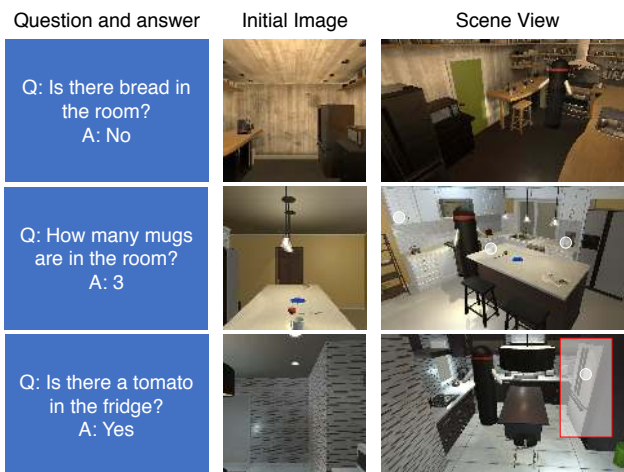 Question and answer
Initial Image
Scene View
Q: Is there bread in
the room?
A: No
Q: How many mugs
are in the room?
A: 3
Q: Is there a tomato
in the fridge?
A: Yes